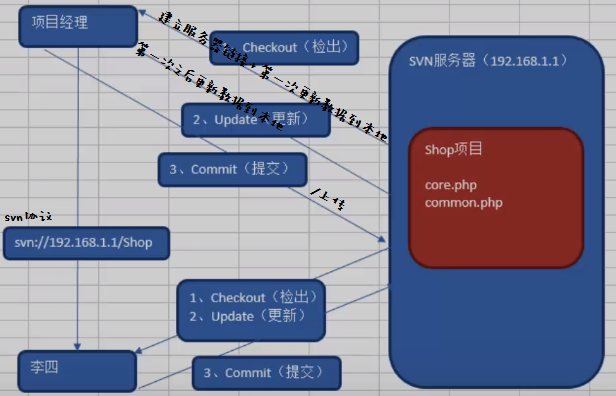 项目经理
建立服务器链接，第一次更新数据到本地
Checkout（检出）
第一次之后更新数据到本地
2、Update（更新）
3、Commit（提交）
/上传
svn协议
svn://192.168.1.1/Shop
SVN服务器（192.168.1.1）
Shop项目
core.php
common.php
1、Checkout（检出）
2、Update（更新）
李四
3、Commit（提交）